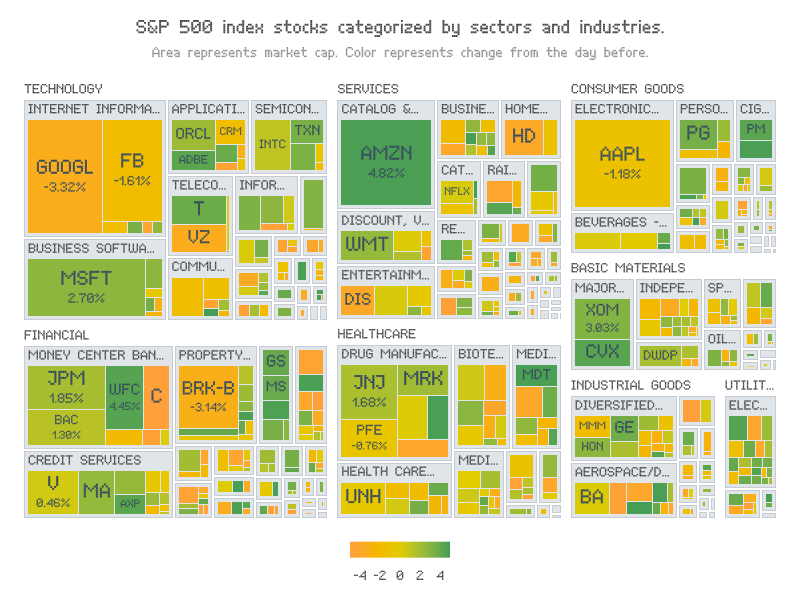 S&P 500 index stocks categorized by sectors and industries.
Area represents market cap. Color represents change from the day before.
TECHNOLOGY
INTERNET INFORMA...
GOOGL
-3.32%
FB
-1.61%
APPLICATI...
ORCL
CRM
ADBE
SEMICON...
INTC
TXN
TELECO...
T
VZ
INFOR...
BUSINESS SOFTWA...
MSFT
2.70%
COMMU...
SERVICES
CATALOG &...
AMZN
4.82%
BUSINE...
HOME...
HD
CAT...
NFLX
RAI...
DISCOUNT, V...
WMT
RE...
ENTERTAINM...
DIS
CONSUMER GOODS
ELECTRONIC...
AAPL
-1.18%
PERSO...
PG
CIG...
PM
BEVERAGES -...
BASIC MATERIALS
MAJOR...
XOM
3.03%
CVX
INDEPE...
DWDP
SP...
OIL...
FINANCIAL
MONEY CENTER BAN...
JPM
1.85%
BAC
1.30%
WFC
4.45%
C
PROPERTY...
BRK-B
-3.14%
GS
MS
CREDIT SERVICES
V
0.46%
MA
AXP
HEALTHCARE
DRUG MANUFAC...
JNJ
1.68%
PFE
-0.76%
MRK
BIOTE...
MEDI...
MDT
HEALTH CARE...
UNH
MEDI...
INDUSTRIAL GOODS
DIVERSIFIED...
MMM
GE
HON
AEROSPACE/D...
BA
UTILIT...
ELEC...
-4 -2 0 2 4